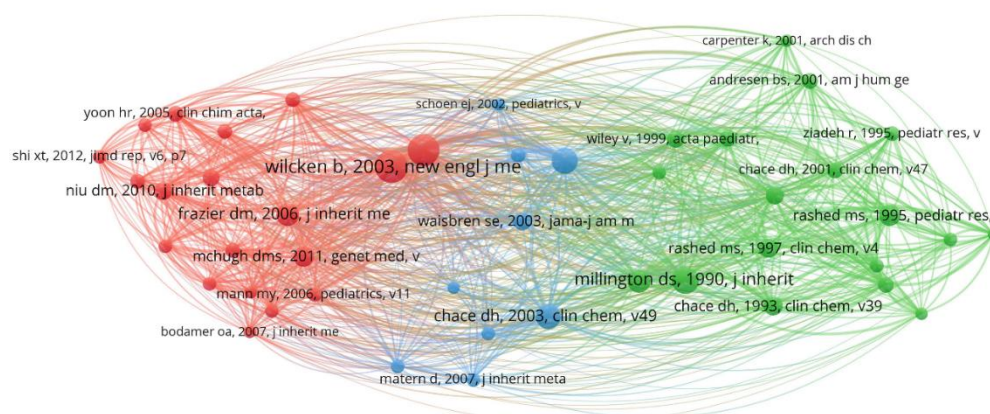 carpenter k, 2001, arch dis ch
andresen bs, 2001, am j hum ge
schoen ej, 2002, pediatrics, v
yoon hr, 2005, clin chim acta,
ziadeh r, 1995, pediatr res, v
wiley v, 1999, acta paediatr,
shi xt, 2012, jimd rep, v6, p7
wilcken b, 2003, new engl j me
chace dh, 2001, clin chem, v47
niu dm, 2010, j inherit metab
frazier dm, 2006, j inherit me
rashed ms, 1995, pediatr res,
waisbren se, 2003, jama-j am m
rashed ms, 1997, clin chem, v4
mchugh dms, 2011, genet med, v
millington ds, 1990, j inherit
mann my, 2006, pediatrics, v11
chace dh, 1993, clin chem, v39
chace dh, 2003, clin chem, v49
bodamer oa, 2007, j inherit me
matern d, 2007, j inherit meta